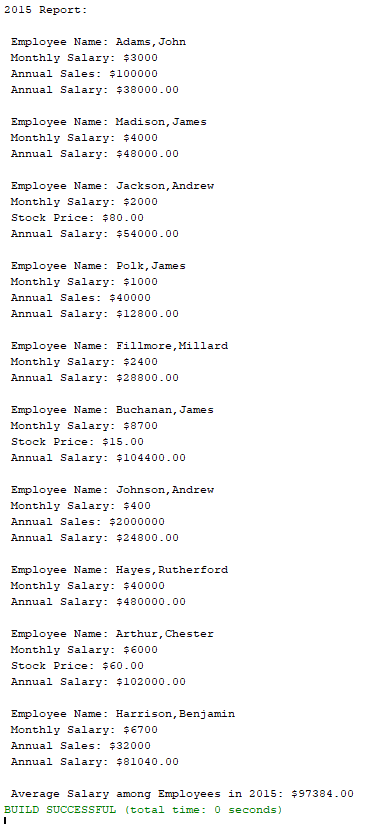 2015 Report:
Employee Name: Adams,John
Monthly Salary: $3000
Annual Sales: $100000
Annual Salary: $38000.00
Employee Name: Madison,James
Monthly Salary: $4000
Annual Salary: $48000.00
Employee Name: Jackson,Andrew
Monthly Salary: $2000
Stock Price: $80.00
Annual Salary: $54000.00
Employee Name: Polk,James
Monthly Salary: $1000
Annual Sales: $40000
Annual Salary: $12800.00
Employee Name: Fillmore,Millard
Monthly Salary: $2400
Annual Salary: $28800.00
Employee Name: Buchanan,James
Monthly Salary: $8700
Stock Price: $15.00
Annual Salary: $104400.00
Employee Name: Johnson,Andrew
Monthly Salary: $400
Annual Sales: $2000000
Annual Salary: $24800.00
Employee Name: Hayes,Rutherford
Monthly Salary: $40000
Annual Salary: $480000.00
Employee Name: Arthur,Chester
Monthly Salary: $6000
Stock Price: $60.00
Annual Salary: $102000.00
Employee Name: Harrison,Benjamin
Monthly Salary: $6700
Annual Sales: $32000
Annual Salary: $81040.00
Average Salary among Employees in 2015: $97384.00
BUILD SUCCESSFUL (total time: 0 seconds)